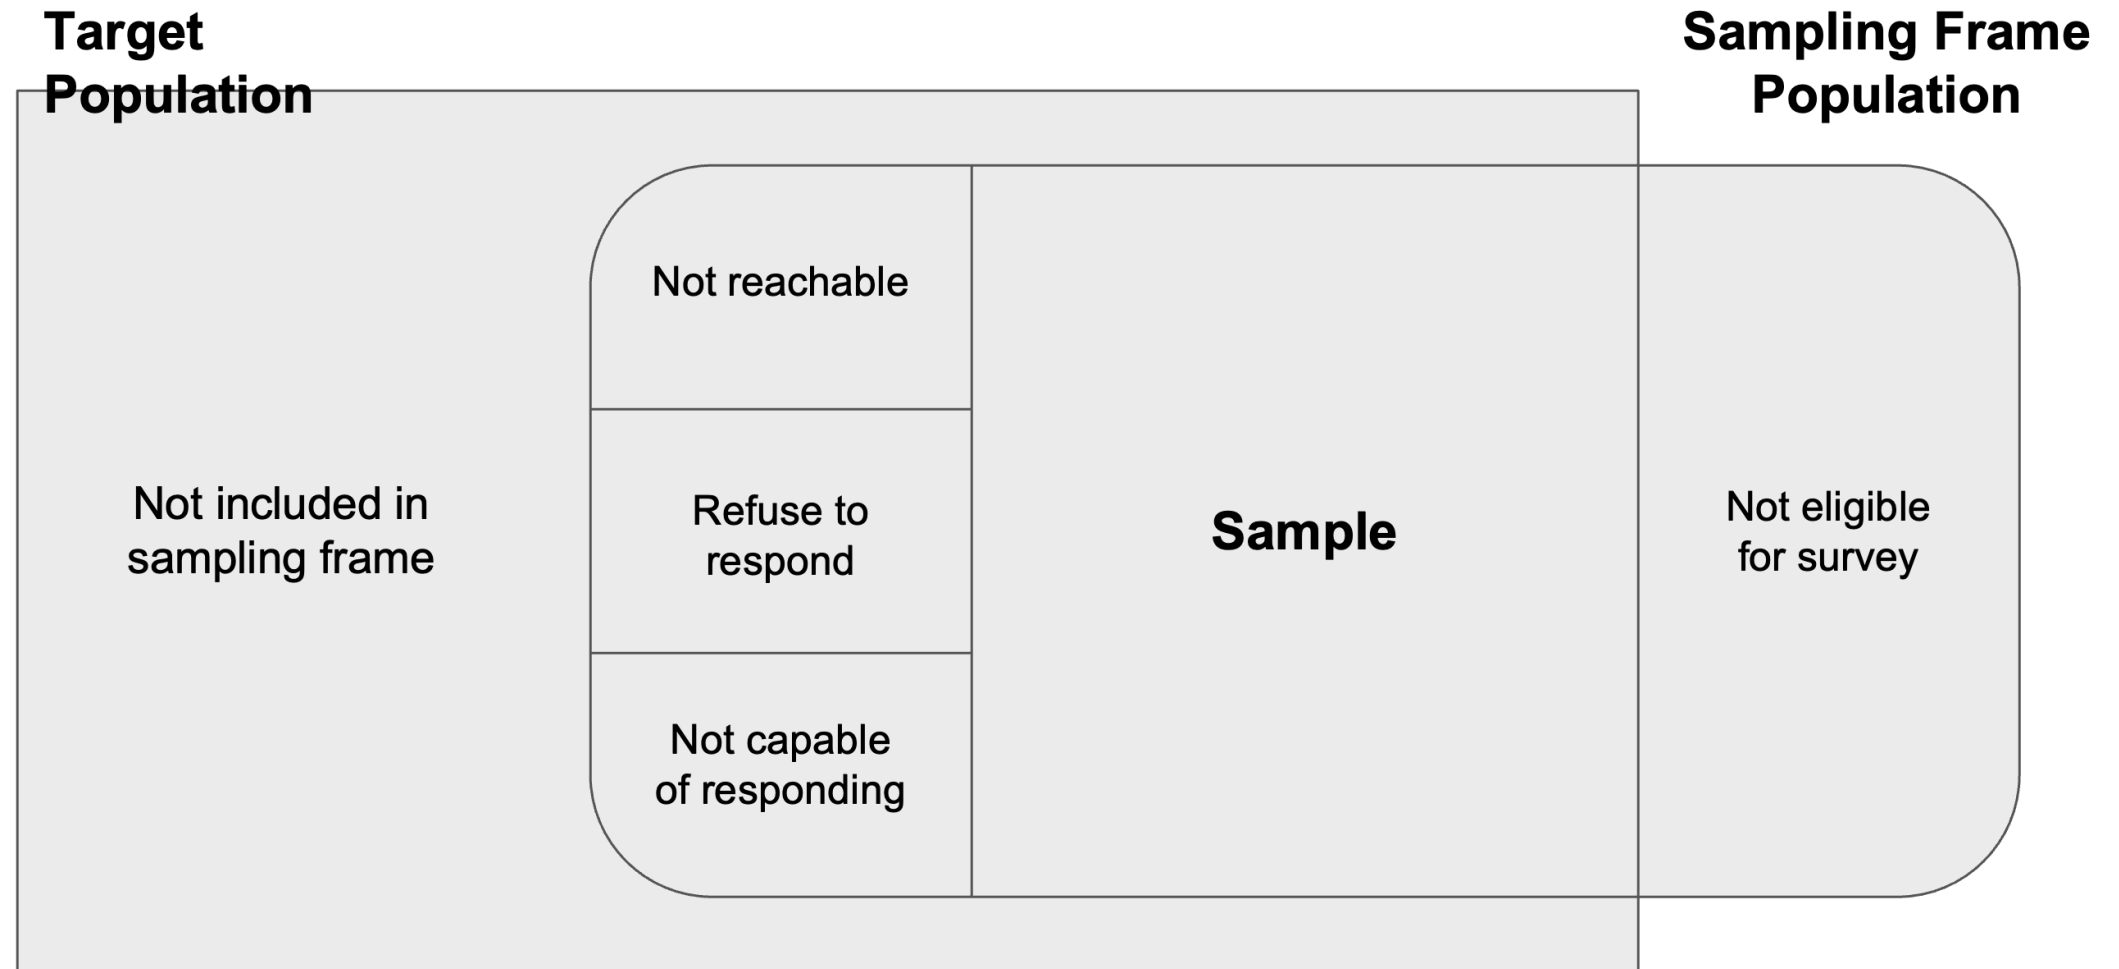 Target
Population
Sampling Frame
Population
Not reachable
Not included in
sampling frame
Refuse to
respond
Sample
Not eligible
for survey
Not capable
of responding